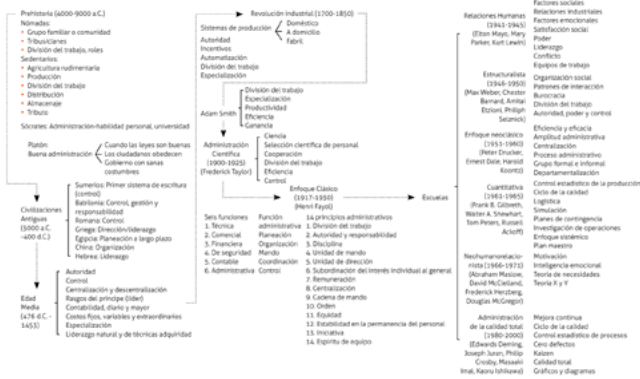 Prehistoria (4000-9000 a.C.)
Nómadas:
• Grupo familiar o comunidad
• Tribus/clanes
• División del trabajo, roles
Sedentarios:
• Agricultura rudimentaria
• Producción
• División del trabajo
• Distribución
• Almacenaje
• Tributo
Sócrates: Administración-habilidad personal, universidad
Platón
Buena administración
Cuando las leyes son buenas
Los ciudadanos obedecen
Gobierno con sanas
costumbres
Civilizaciones
Antiguas
(5000 a.C.
-400 d.C.)
Sumerios: Primer sistema de escritura
(control)
Babilonia: Control, gestión y
responsabilidad
Romana: Control
Griega: Dirección/liderazgo
Egipcia: Planeación a largo plazo
China: Organización
Hebrea: Liderazgo
Edad
Media
(476 d.C. -
1453)
Autoridad
Control
Centralización y descentralización
Rasgos del príncipe (líder)
Contabilidad, diario y mayor
Costos fijos, variables y extraordinarios
Especialización
Liderazgo natural y de técnicas adquiridad
Revolución Industrial (1700-1850)
Sistemas de producción
Doméstico
A domicilio
Fabril
Autoridad
Incentivos
Automatización
División del trabajo
Especialización
Adam Smith
División del trabajo
Especialización
Productividad
Eficiencia
Ganancia
Administración
Científica
(1900-1925)
(Frederick Taylor)
Ciencia
Selección científica de personal
Cooperación
División del trabajo
Eficiencia
Control
Enfoque Clásico
(1917-1950)
(Henri Fayol)
Seis funciones
1. Técnica
2. Comercial
3. Financiera
4. De seguridad
5. Contable
6. Administrativa
Función
administrativa
Planeación
Organización
Mando
Coordinación
Control
14 principios administrativos
1. División del trabajo
2. Autoridad y responsabilidad
3. Disciplina
4. Unidad de mando
5. Unidad de dirección
6. Subordinación del interés individual al general
7. Remuneración
8. Centralización
9. Cadena de mando
10. Orden
11. Equidad
12. Estabilidad en la permanencia del personal
13. Iniciativa
14. Espíritu de equipo
Escuelas
Relaciones Humanas
(1941-1945)
(Elton Mayo, Mary
Parker, Kurt Lewin)
Factores sociales
Relaciones industriales
Factores emocionales
Satisfacción social
Poder
Liderazgo
Conflicto
Equipos de trabajo
Estructuralista
(1946-1950)
(Max Weber, Chester
Barnard, Amitai
Etzioni, Philiph
Selznick)
Organización social
Patrones de interacción
Burocracia
División del trabajo
Autoridad, poder y control
Enfoque neoclásico
(1951-1960)
(Peter Drucker,
Ernest Dale, Harold
Koontz)
Eficiencia y eficacia
Amplitud administrativa
Centralización
Proceso administrativo
Grupo formal e informal
Departamentalización
Cuantitativa
(1961-1965)
(Frank B. Gilbreth,
Walter A. Shewhart,
Tom Peters, Russell
Ackoff)
Control estadístico de la producción
Ciclo de la calidad
Logística
Simulación
Planes de contingencia
Investigación de operaciones
Enfoque sistémico
Plan maestro
Neohumanorelacio-
nista (1966-1971)
(Abraham Maslow,
David McClelland,
Frederick Herzberg,
Douglas McGregor)
Motivación
Inteligencia emocional
Teoría de necesidades
Teoría X y Y
Administración
de la calidad total
(1980-2000)
(Edwards Deming,
Joseph Juran, Philip
Crosby, Masaaki
Imai, Kaoru Ishikawa)
Mejora continua
Ciclo de la calidad
Control estadístico de procesos
Cero defectos
Kaizen
Calidad total
Gráficos y diagramas